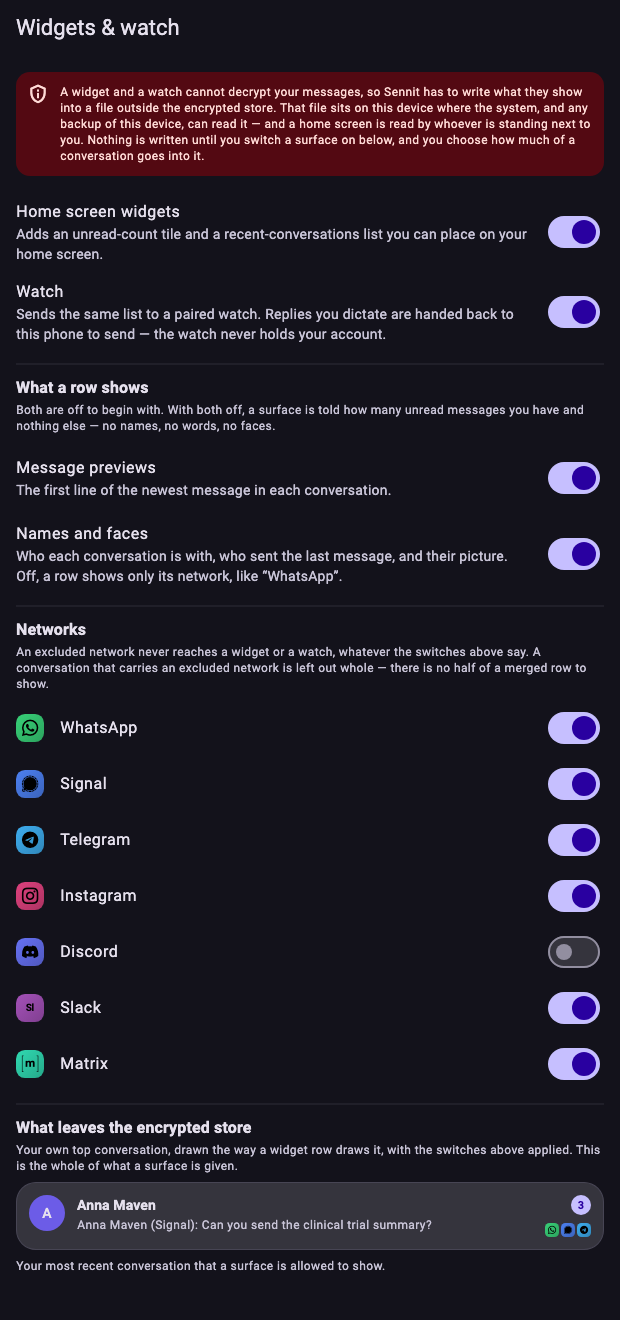 Widgets & watch
A widget and a watch cannot decrypt your messages, so Sennit has to write what they show
into a file outside the encrypted store. That file sits on this device where the system, and any
backup of this device, can read it — and a home screen is read by whoever is standing next to
you. Nothing is written until you switch a surface on below, and you choose how much of a
conversation goes into it.
Home screen widgets
Adds an unread-count tile and a recent-conversations list you can place on your
home screen.
Watch
Sends the same list to a paired watch. Replies you dictate are handed back to
this phone to send — the watch never holds your account.
What a row shows
Both are off to begin with. With both off, a surface is told how many unread messages you have and
nothing else — no names, no words, no faces.
Message previews
The first line of the newest message in each conversation.
Names and faces
Who each conversation is with, who sent the last message, and their picture.
Off, a row shows only its network, like “WhatsApp”.
Networks
An excluded network never reaches a widget or a watch, whatever the switches above say. A
conversation that carries an excluded network is left out whole — there is no half of a merged row to
show.
WhatsApp
Signal
Telegram
Instagram
Discord
Sl Slack
[m] Matrix
What leaves the encrypted store
Your own top conversation, drawn the way a widget row draws it, with the switches above applied. This
is the whole of what a surface is given.
A Anna Maven 3
Anna Maven (Signal): Can you send the clinical trial summary?
Your most recent conversation that a surface is allowed to show.